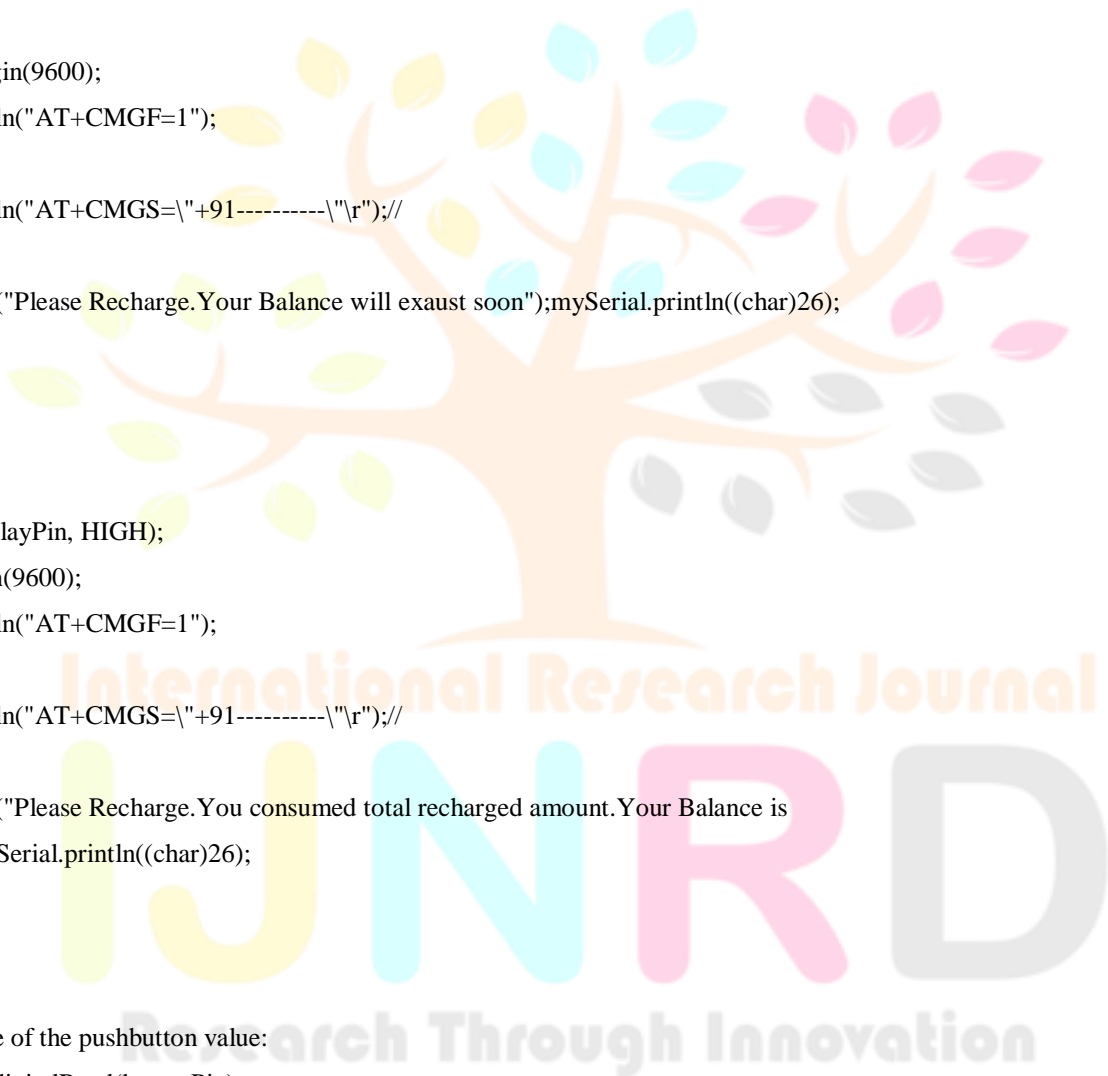 in(9600);
ln("AT+CMGF=1");
ln("AT+CMGS=\"+91----------\"\r");//
("Please Recharge.Your Balance will exaust soon");mySerial.println((char)26);
layPin, HIGH);
n(9600);
ln("AT+CMGF=1");
International Research Journal
ln("AT+CMGS=\"+91----------\"\r");//
IJNRD
("Please Recharge.You consumed total recharged amount.Your Balance is
Serial.println((char)26);
e of the pushbutton value:
Research Through Innovation